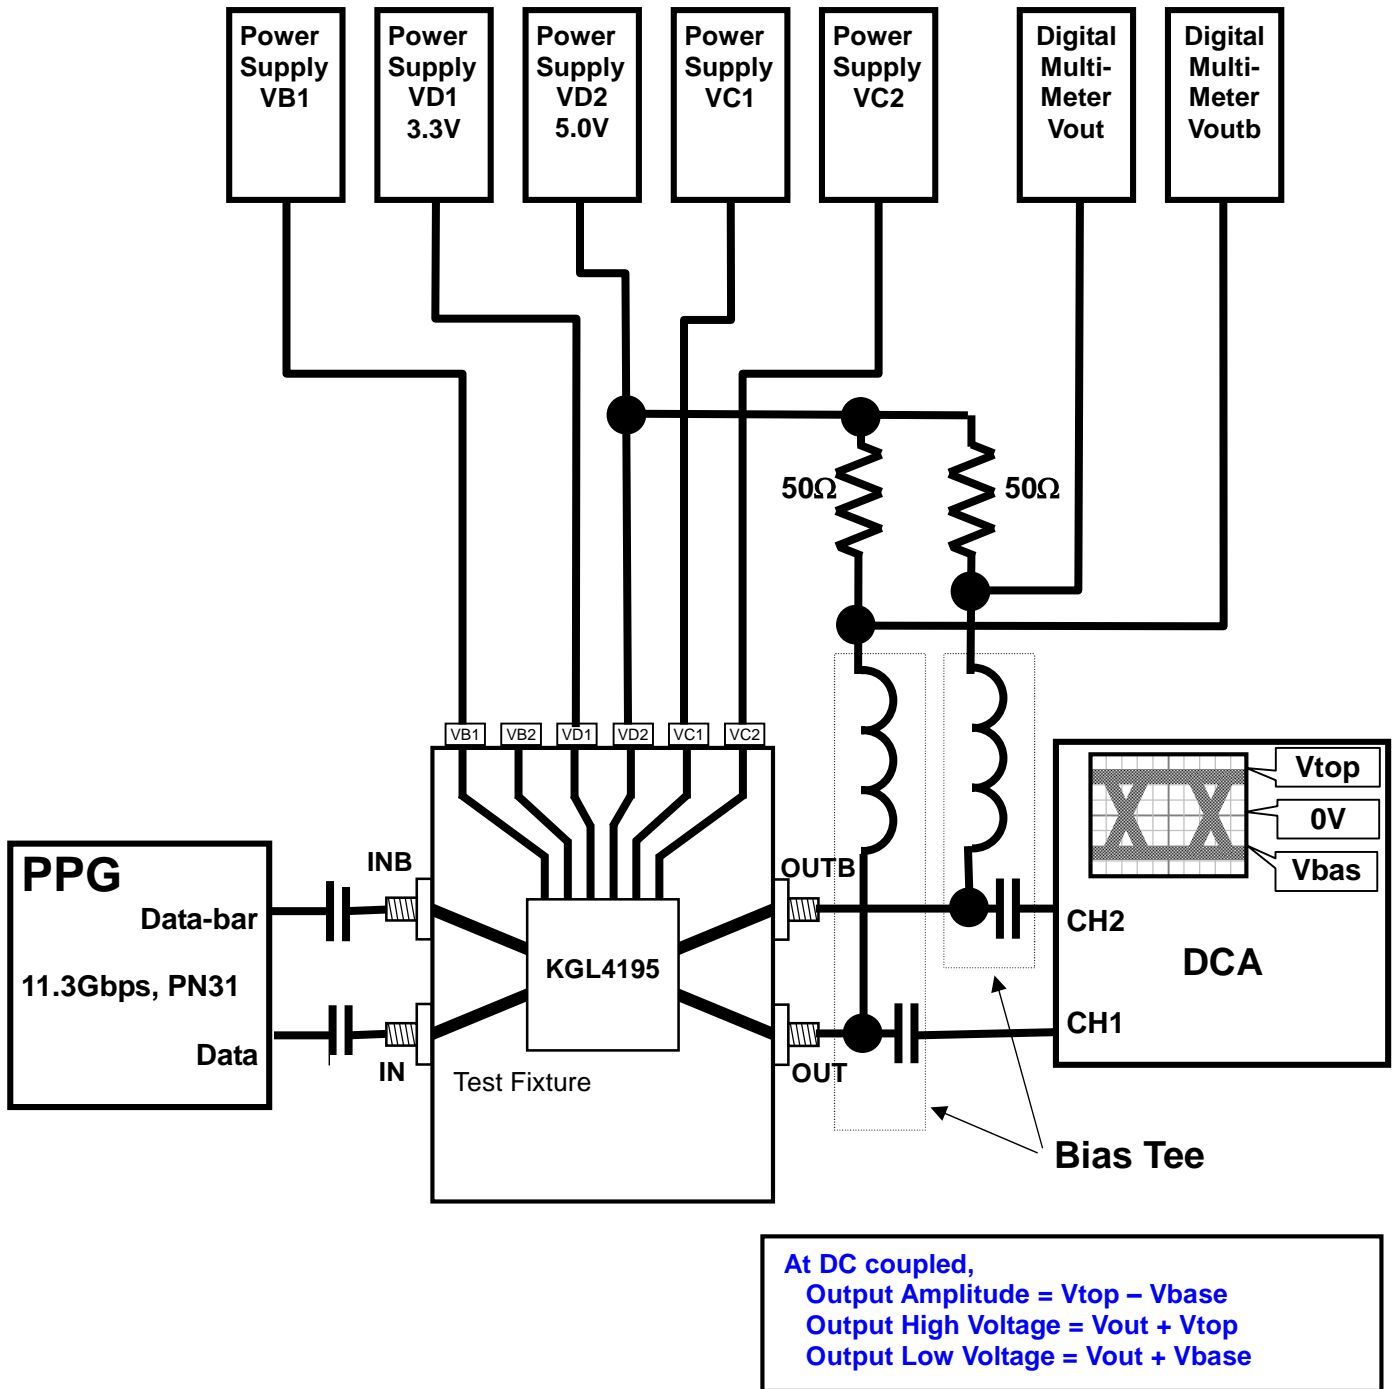 Power
Supply
VB1
Power
Supply
VD1
3.3V
Power
Supply
VD2
5.0V
Power
Supply
VC1
Power
Supply
VC2
Digital
Multi-
Meter
Vout
Digital
Multi-
Meter
Voutb
50Ω
50Ω
VB1
VB2
VD1
VD2
VC1
VC2
PPG
Data-bar
11.3Gbps, PN31
Data
INB
IN
KGL4195
Test Fixture
OUTB
OUT
Vtop
0V
Vbas
CH2
DCA
CH1
Bias Tee
At DC coupled,
Output Amplitude = Vtop – Vbase
Output High Voltage = Vout + Vtop
Output Low Voltage = Vout + Vbase